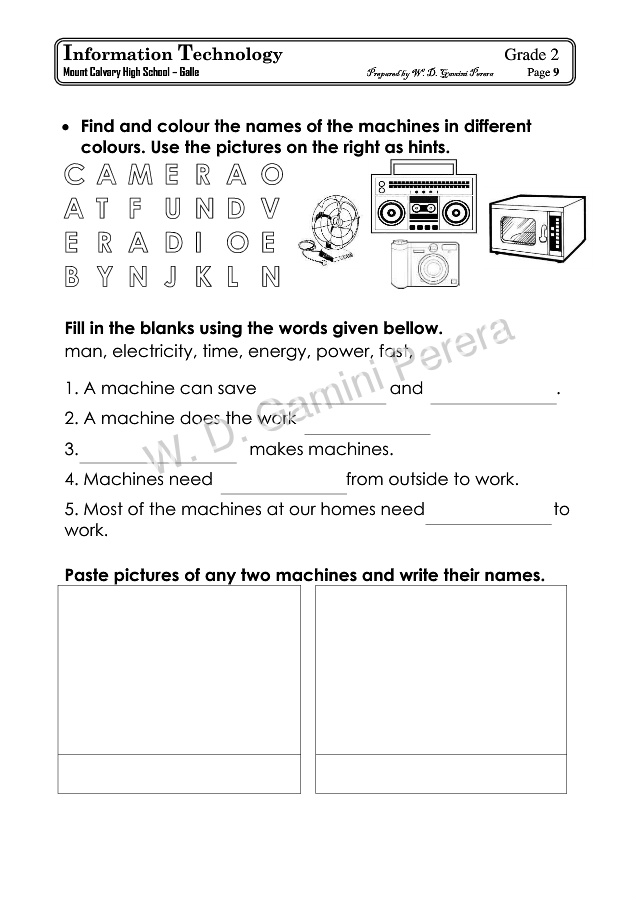 Information Technology Grade 2
Mount Calvary High School – Galle Prepared by W. D. Gamini Perera Page 9
• Find and colour the names of the machines in different
colours. Use the pictures on the right as hints.
C A M E R A O
A T F U N D V
E R A D I O E
B Y N J K L N
Fill in the blanks using the words given bellow.
man, electricity, time, energy, power, fast,
1. A machine can save ____________ and ____________ .
2. A machine does the work ____________
3. ____________ makes machines.
4. Machines need ____________ from outside to work.
5. Most of the machines at our homes need ____________ to
work.
W. D. Gamini Perera
Paste pictures of any two machines and write their names.